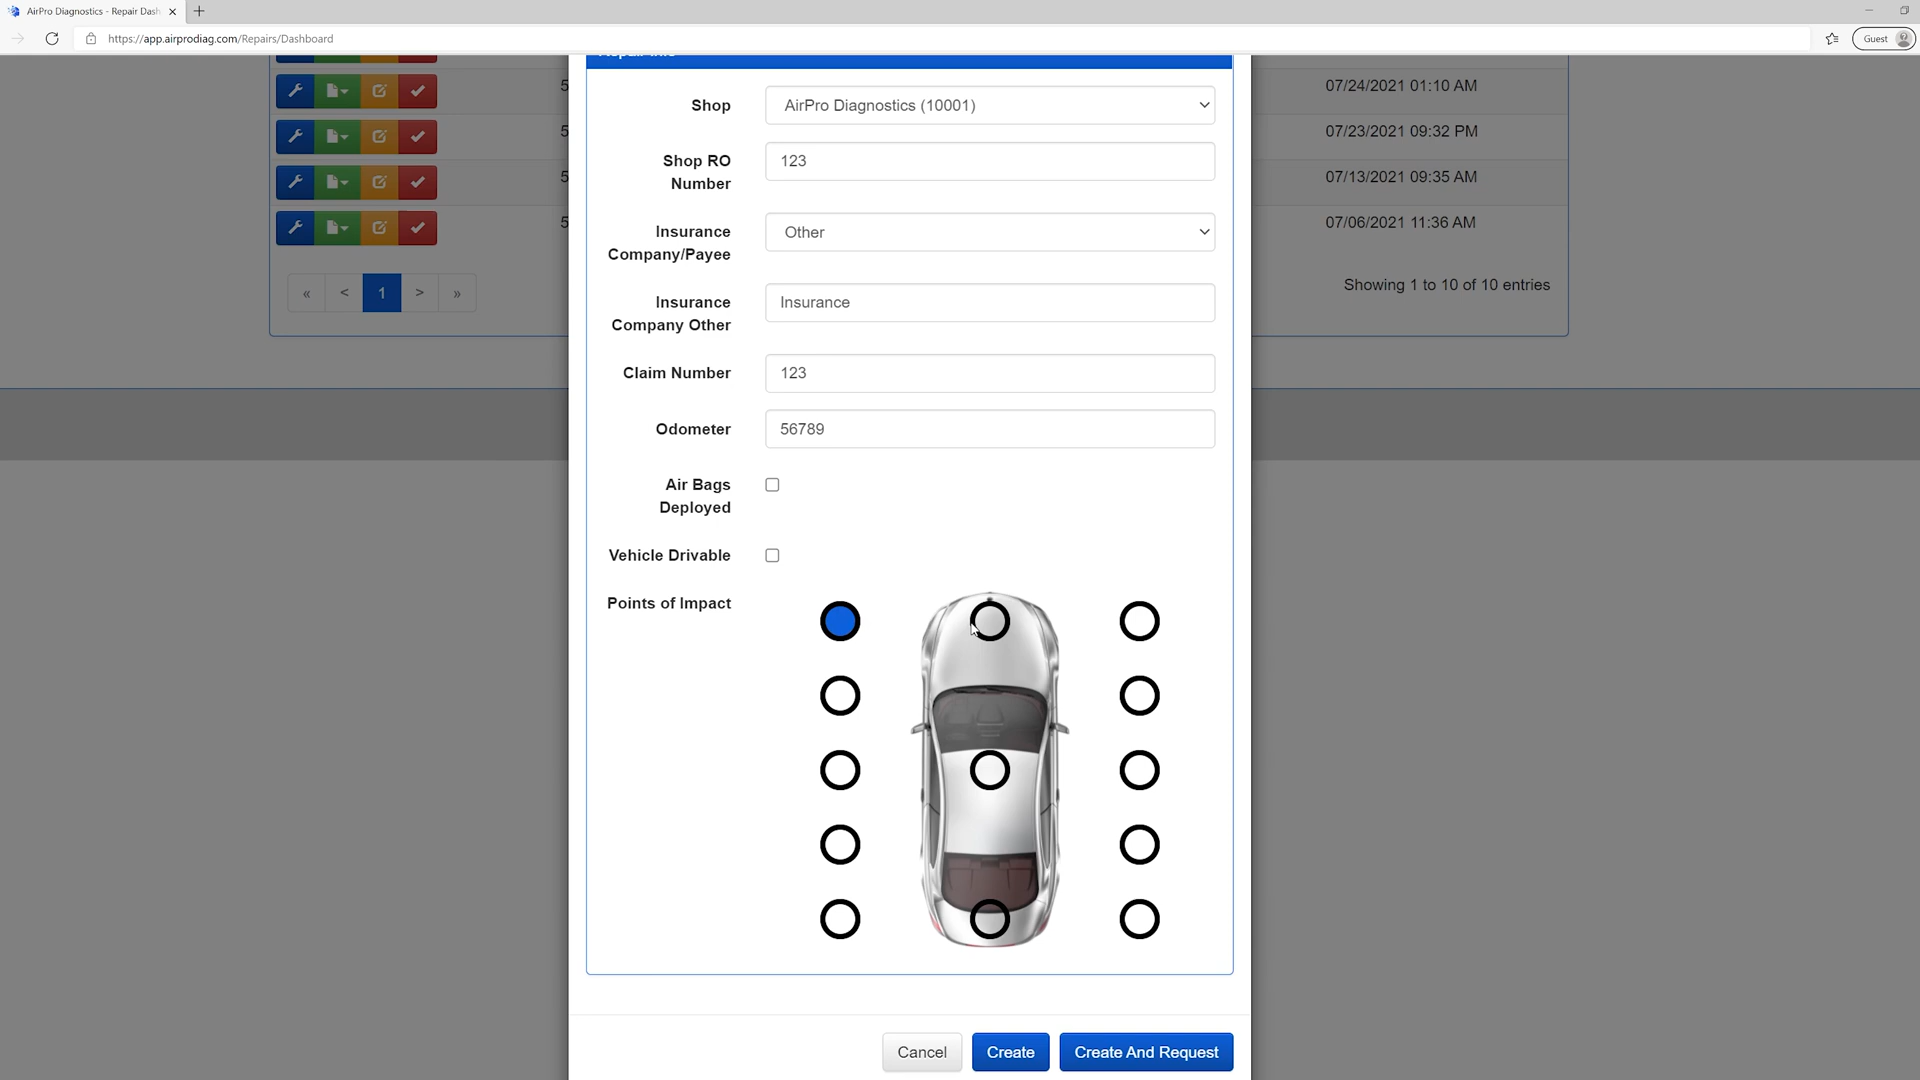 AirPro Diagnostics - Repair Dash
https://app.airprodiag.com/Repairs/Dashboard
Guest
Shop
AirPro Diagnostics (10001)
Shop RO
Number
123
Insurance
Company/Payee
Other
Insurance
Company Other
Insurance
Claim Number
123
Odometer
56789
Air Bags
Deployed
Vehicle Drivable
Points of Impact
Cancel
Create
Create And Request
5
07/24/2021 01:10 AM
5
07/23/2021 09:32 PM
5
07/13/2021 09:35 AM
5
07/06/2021 11:36 AM
« < 1 > »
Showing 1 to 10 of 10 entries